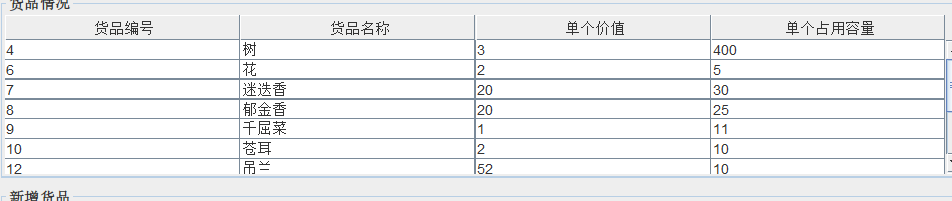 货品情况
货品编号 货品名称 单个价值 单个占用容量
4 树 3 400
6 花 2 5
7 迷迭香 20 30
8 郁金香 20 25
9 千屈菜 1 11
10 苍耳 2 10
12 吊兰 52 10
新增货品